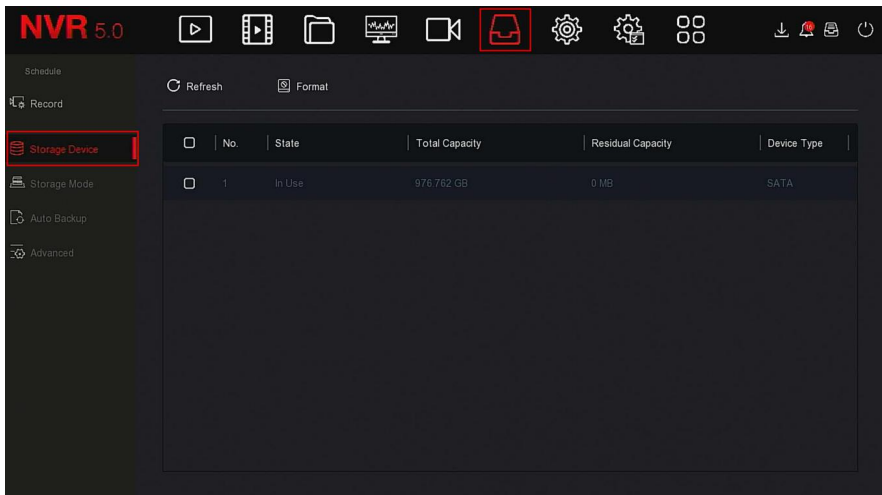 NVR 5.0
Schedule
Record
Storage Device
Storage Mode
Auto Backup
Advanced
Refresh Format
No. State Total Capacity Residual Capacity Device Type
1 In Use 976.762 GB 0 MB SATA